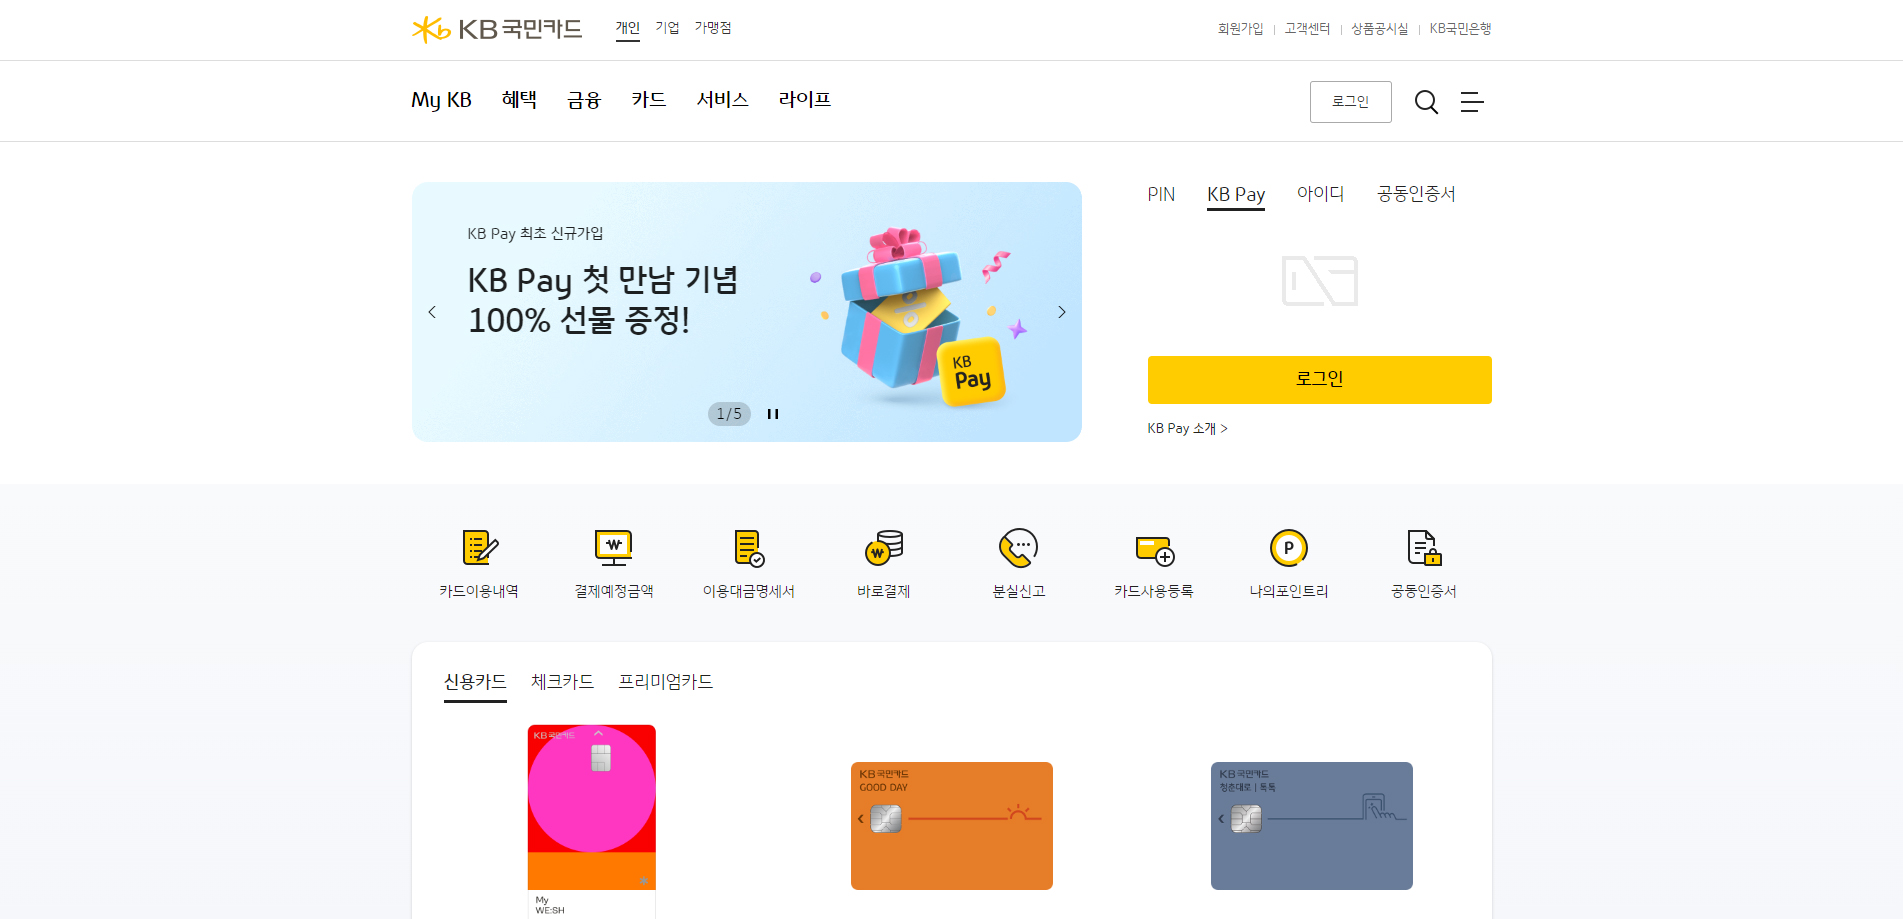 KB 국민카드
개인 기업 가맹점
회원가입 고객센터 상품공시실 KB국민은행
My KB 혜택 금융 카드 서비스 라이프
로그인
KB Pay 최초 신규가입
KB Pay 첫 만남 기념
100% 선물 증정!
KB
Pay
1/5
PIN KB Pay 아이디 공동인증서
로그인
KB Pay 소개 >
카드이용내역 결제예정금액 이용대금명세서 바로결제 분실신고 카드사용등록 나의포인트리 공동인증서
신용카드 체크카드 프리미엄카드
KB국민카드
My
WE:SH
KB국민카드
GOOD DAY
KB국민카드
청춘대로 | 톡톡